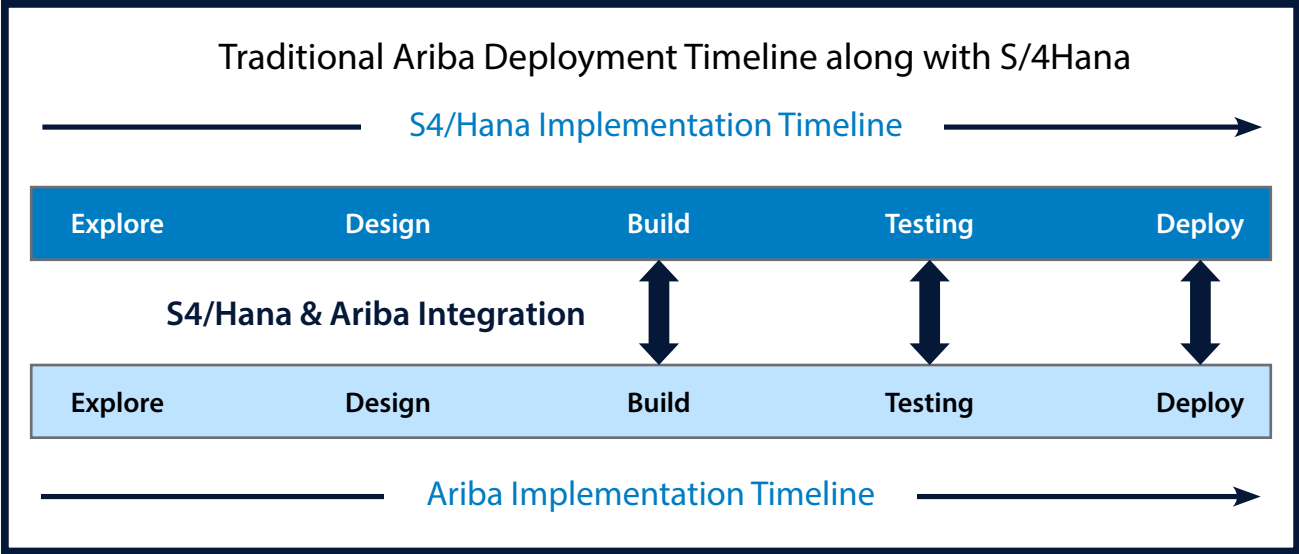 Traditional Ariba Deployment Timeline along with S/4Hana
S4/Hana Implementation Timeline
Explore Design Build Testing Deploy
S4/Hana & Ariba Integration
Explore Design Build Testing Deploy
Ariba Implementation Timeline